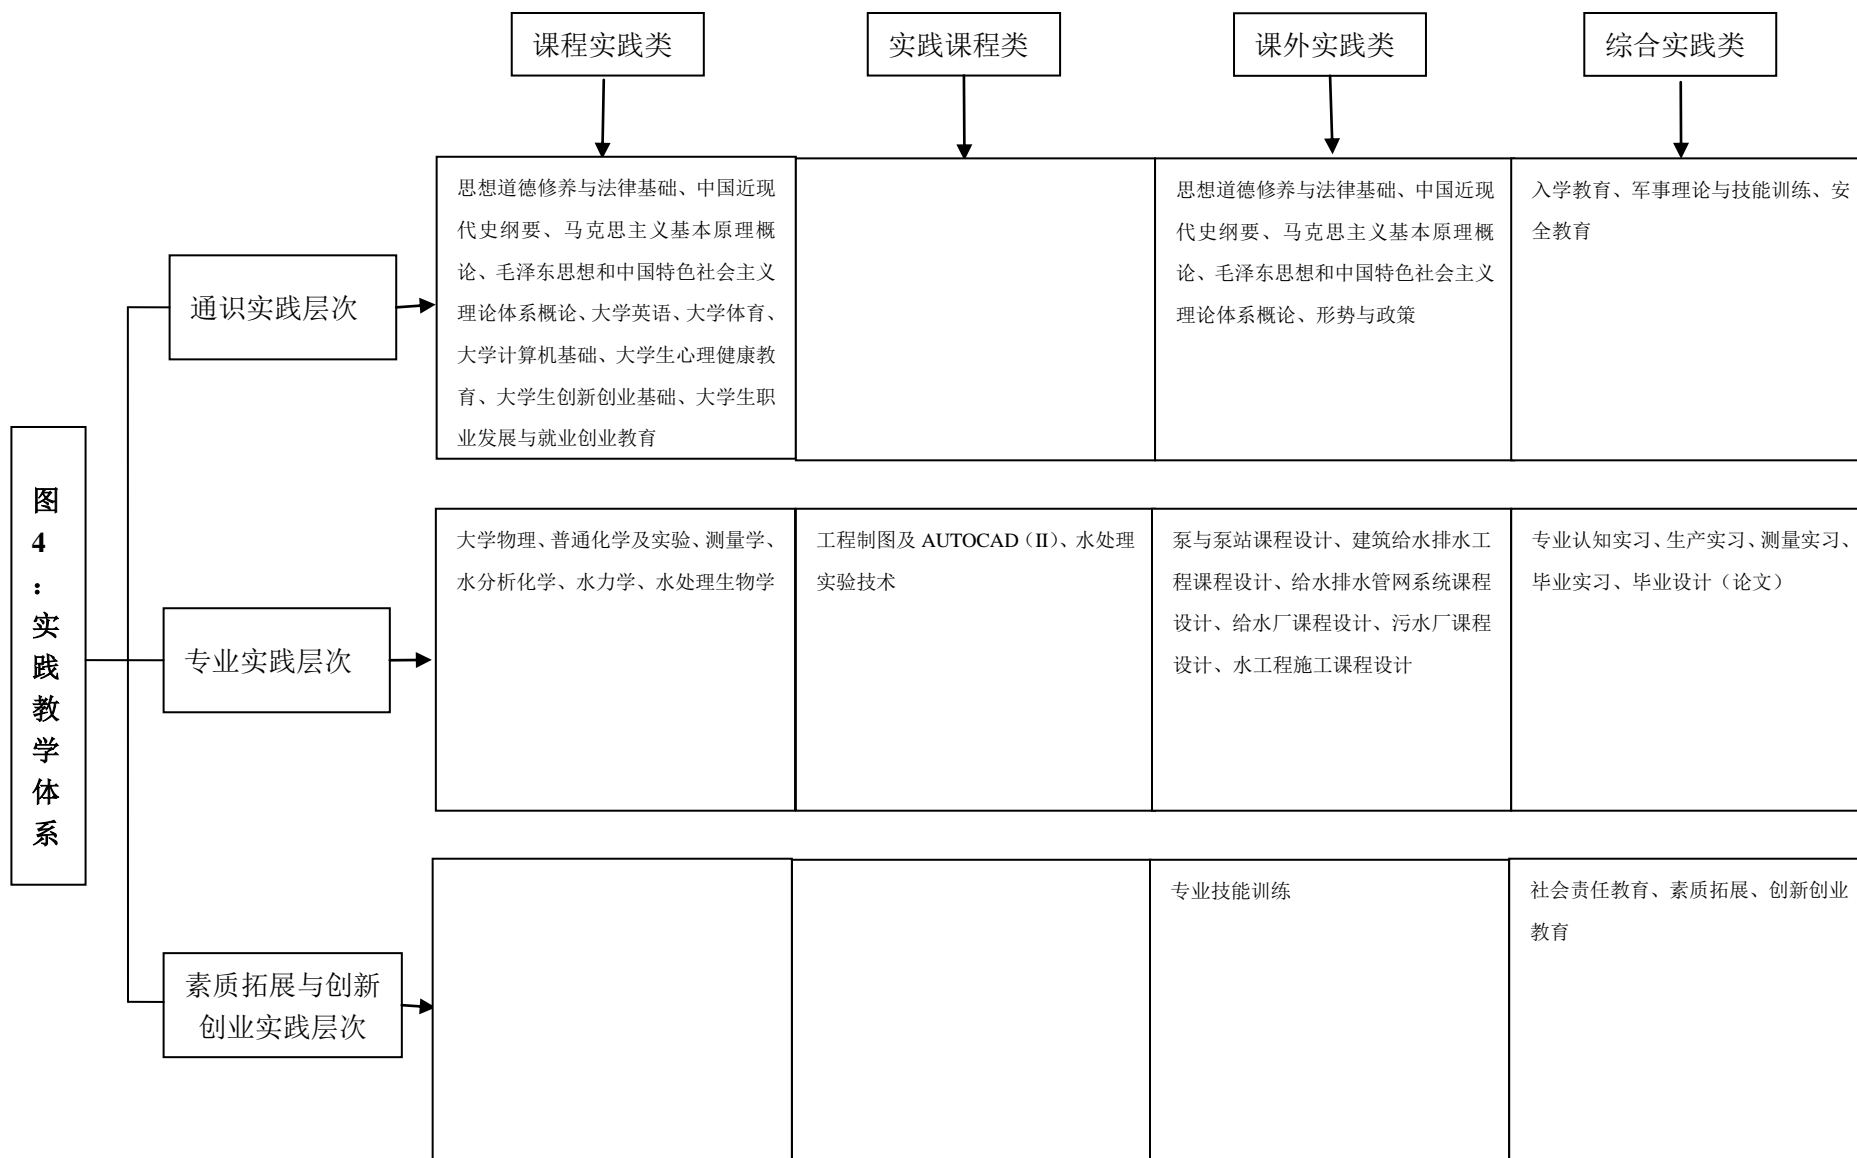 课程实践类
实践课程类
课外实践类
综合实践类
图
4
：
实
践
教
学
体
系
通识实践层次
思想道德修养与法律基础、中国近现
代史纲要、马克思主义基本原理概
论、毛泽东思想和中国特色社会主义
理论体系概论、大学英语、大学体育、
大学计算机基础、大学生心理健康教
育、大学生创新创业基础、大学生职
业发展与就业创业教育
思想道德修养与法律基础、中国近现
代史纲要、马克思主义基本原理概
论、毛泽东思想和中国特色社会主义
理论体系概论、形势与政策
入学教育、军事理论与技能训练、安
全教育
专业实践层次
大学物理、普通化学及实验、测量学、
水分析化学、水力学、水处理生物学
工程制图及 AUTOCAD（II）、水处理
实验技术
泵与泵站课程设计、建筑给水排水工
程课程设计、给水排水管网系统课程
设计、给水厂课程设计、污水厂课程
设计、水工程施工课程设计
专业认知实习、生产实习、测量实习、
毕业实习、毕业设计（论文）
素质拓展与创新
创业实践层次
专业技能训练
社会责任教育、素质拓展、创新创业
教育